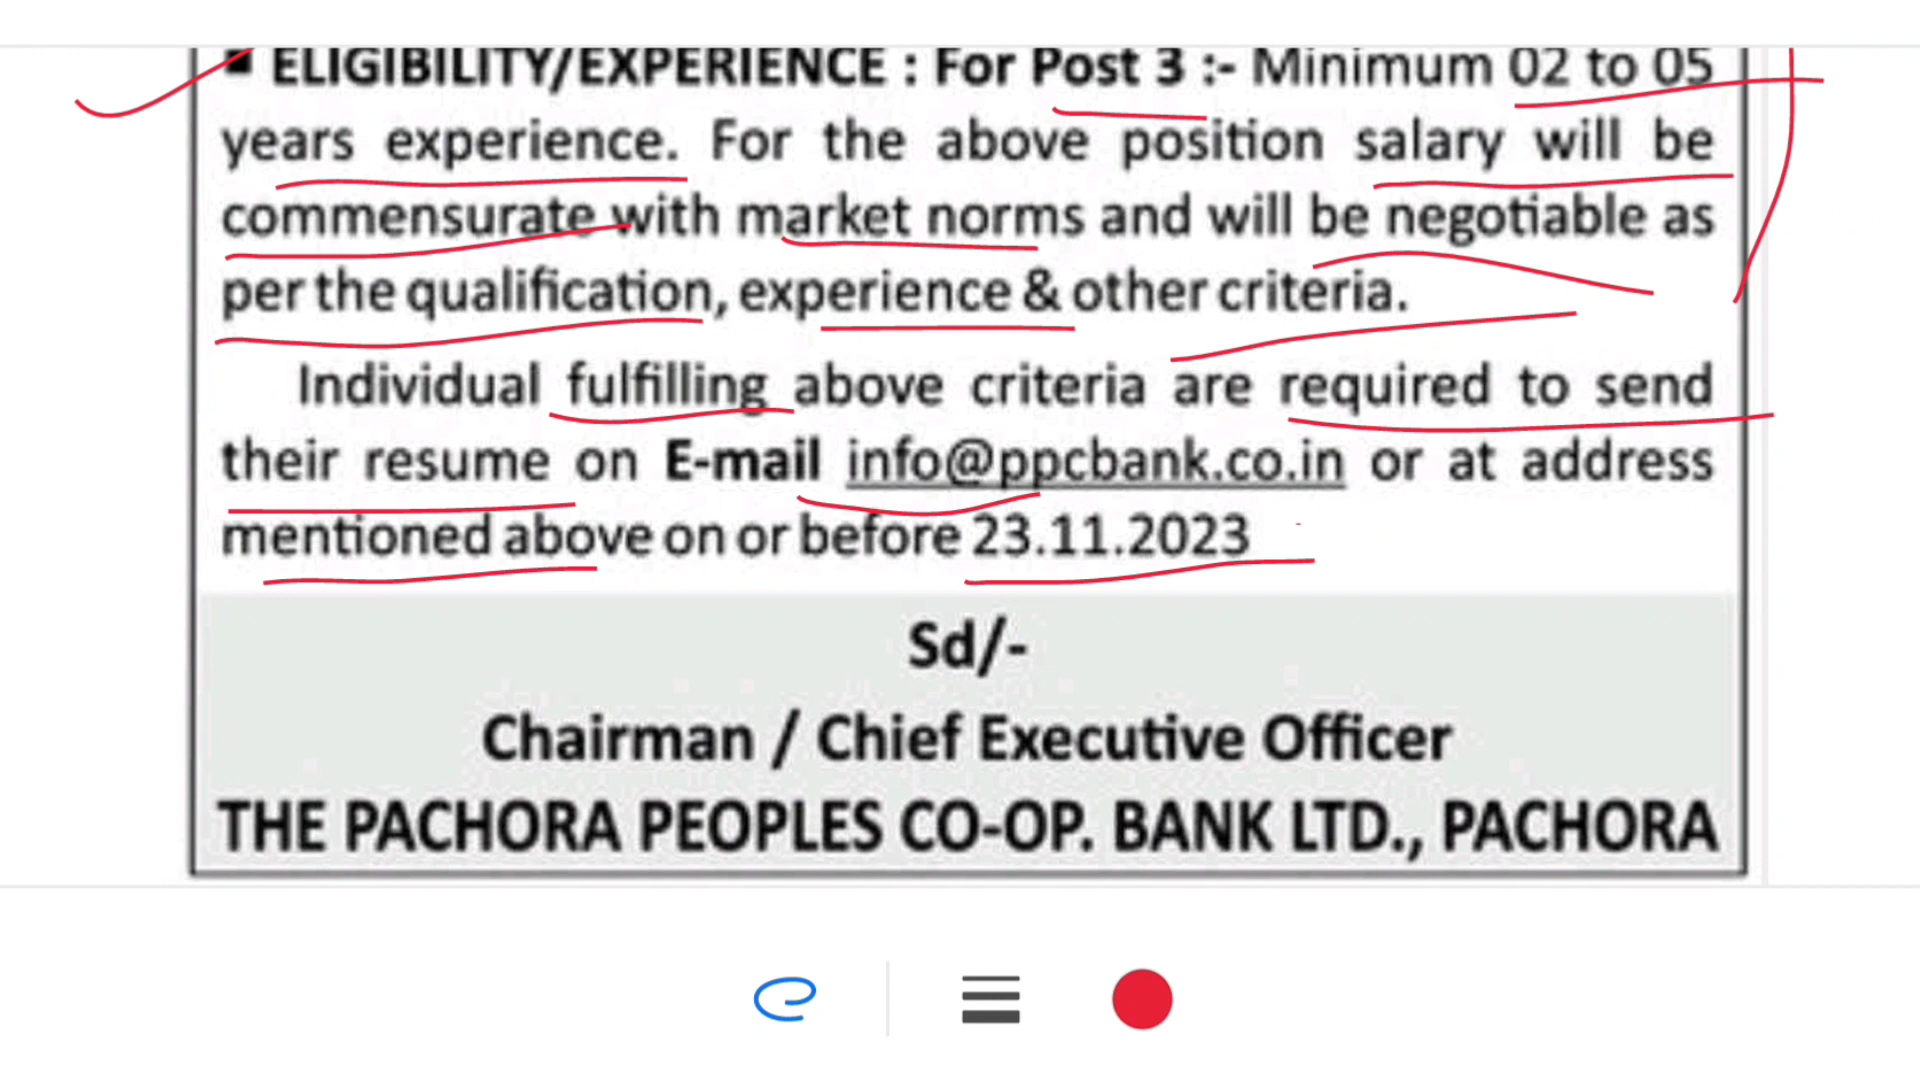 ▪ ELIGIBILITY/EXPERIENCE : For Post 3 :- Minimum 02 to 05
years experience. For the above position salary will be
commensurate with market norms and will be negotiable as
per the qualification, experience & other criteria.
Individual fulfilling above criteria are required to send
their resume on E-mail info@ppcbank.co.in or at address
mentioned above on or before 23.11.2023
Sd/-
Chairman / Chief Executive Officer
THE PACHORA PEOPLES CO-OP. BANK LTD., PACHORA